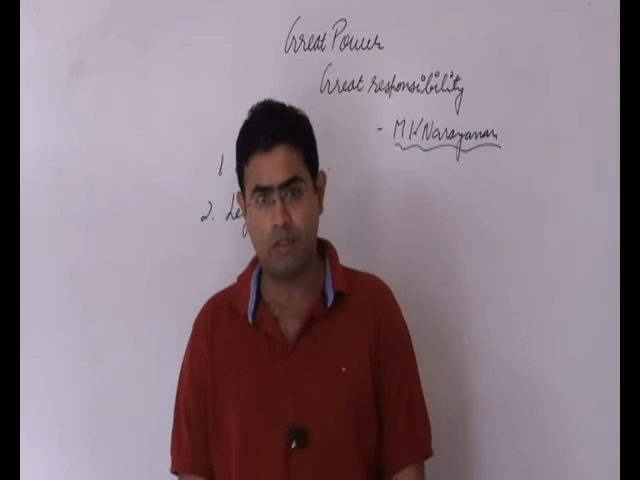 Great Power
Great responsibility
- M K Narayanan
1
2.